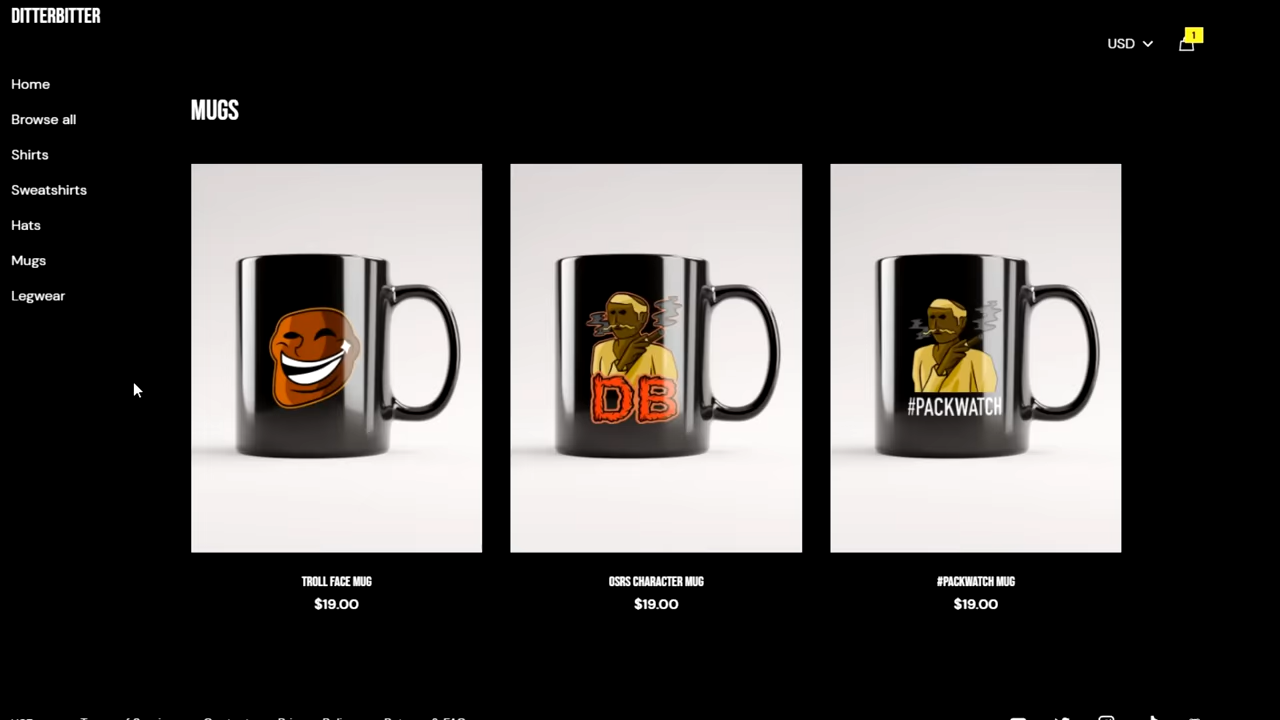 DITTERBITTER
USD
1
Home
Browse all
Shirts
Sweatshirts
Hats
Mugs
Legwear
MUGS
DB
#PACKWATCH
TROLL FACE MUG
$19.00
OSRS CHARACTER MUG
$19.00
#PACKWATCH MUG
$19.00